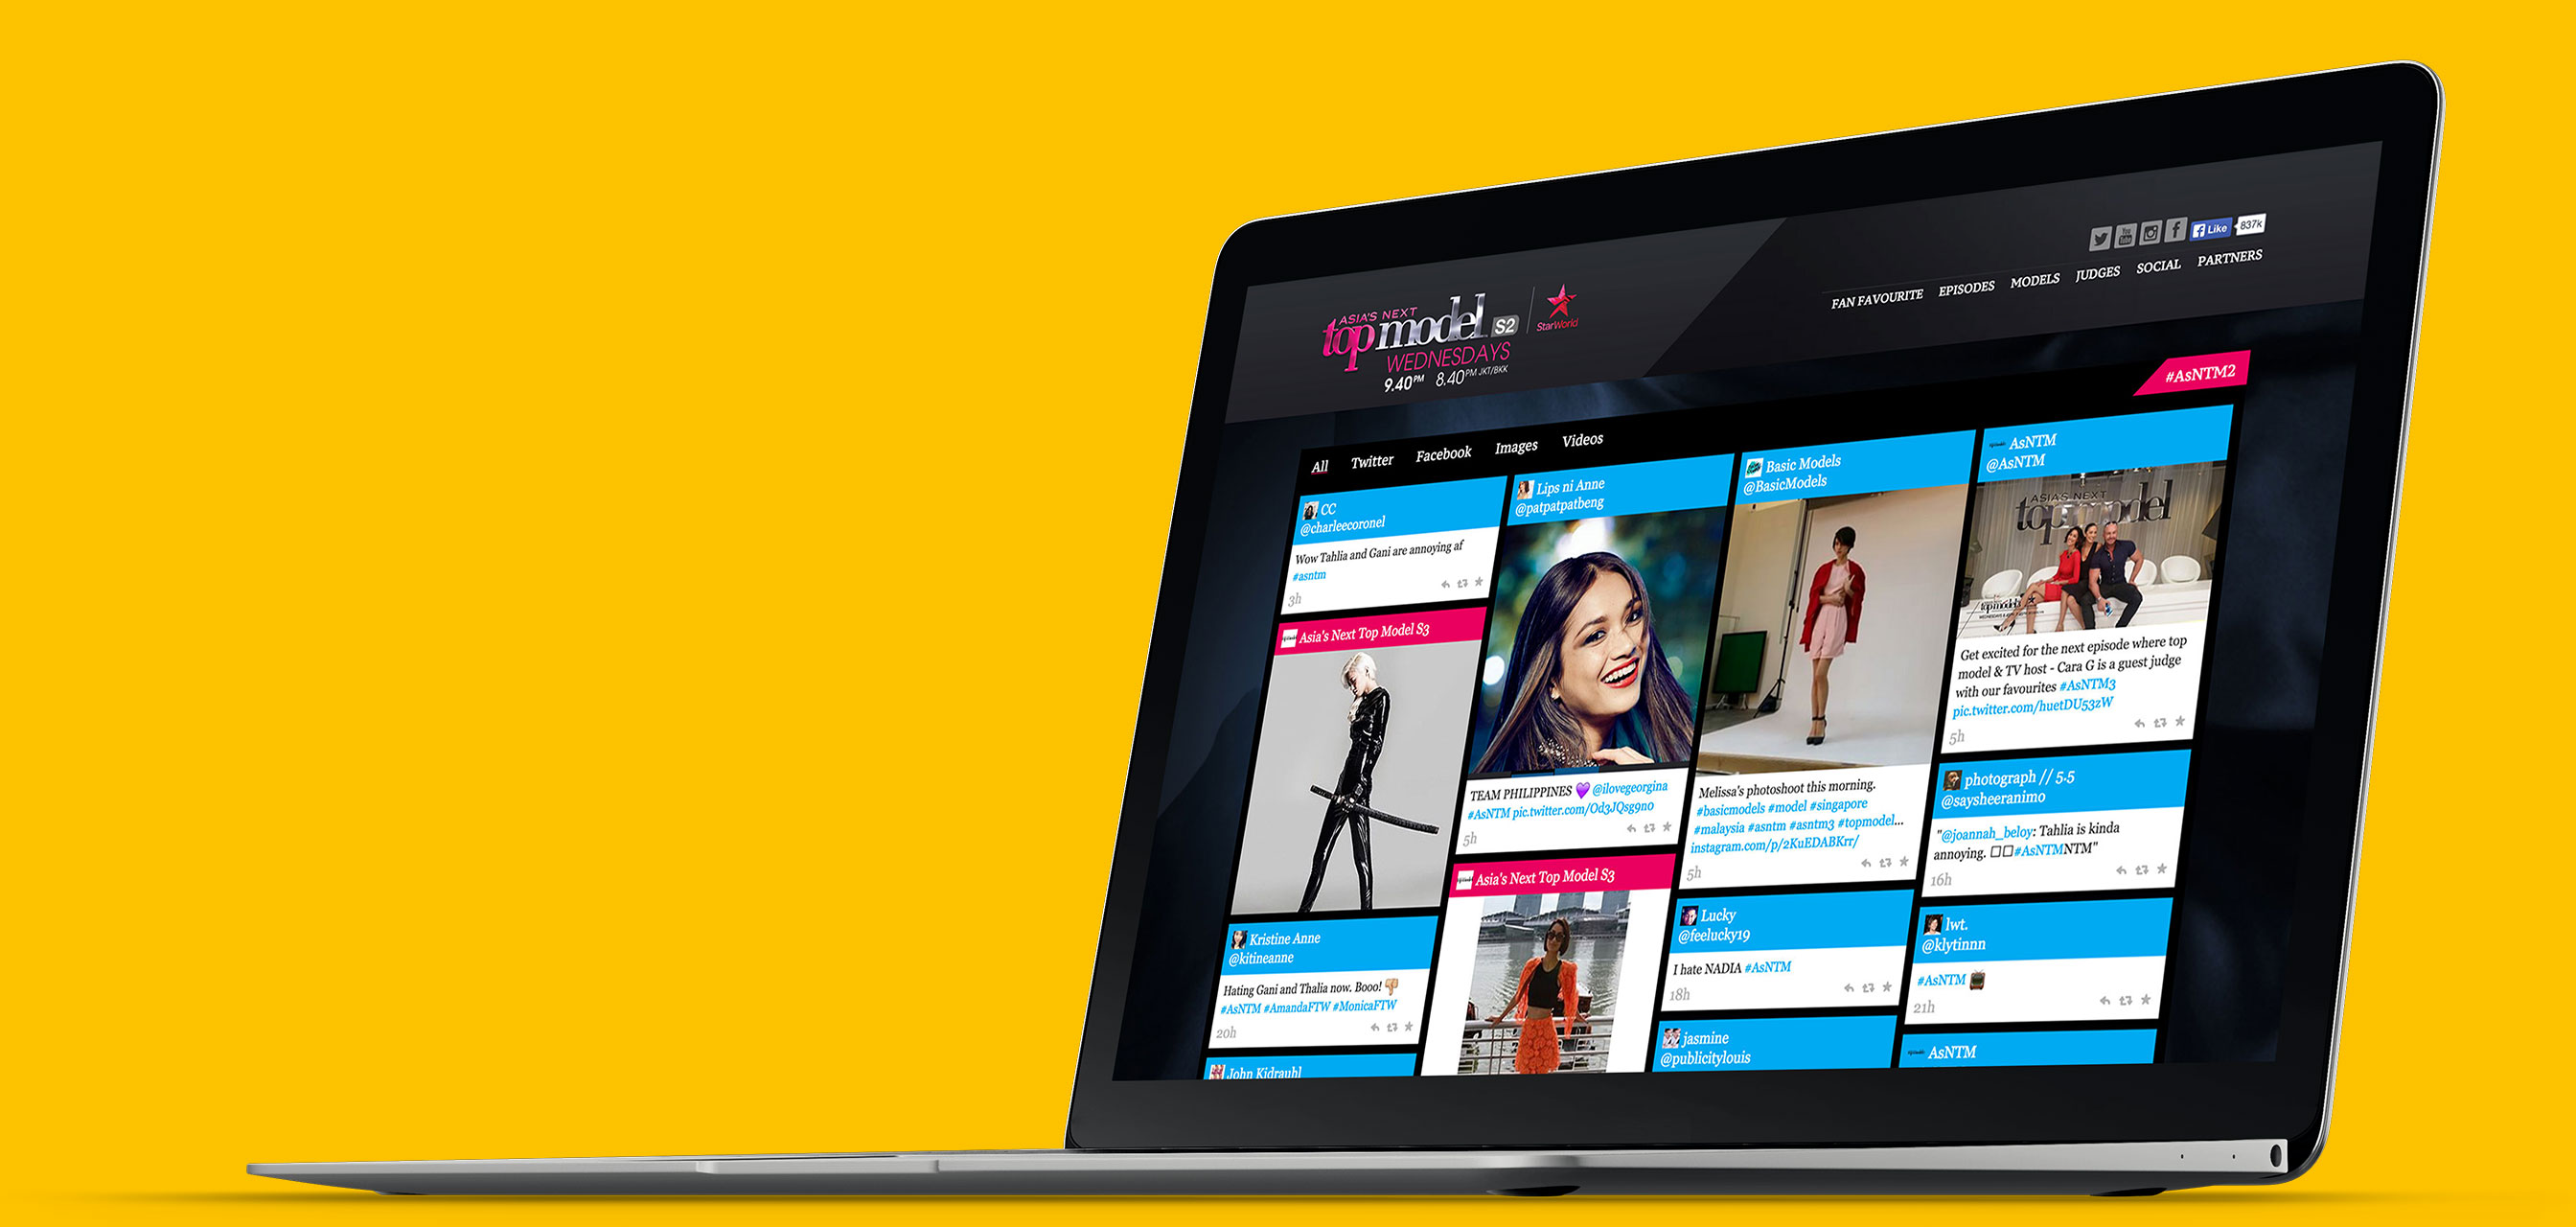 ASIA'S NEXT
top model S2
StarWorld
WEDNESDAYS
9.40PM 8.40PM JKT/BKK
You Tube
Like 837k
FAN FAVOURITE EPISODES MODELS JUDGES SOCIAL PARTNERS
#AsNTM2
All Twitter Facebook Images Videos
CC
@charleecoronel
Wow Tahlia and Gani are annoying af
#asntm
3h
Asia's Next Top Model S3
Kristine Anne
@kitineanne
Hating Gani and Thalia now. Booo! 👎
#AsNTM #AmandaFTW #MonicaFTW
20h
John Kidrauhl
Lips ni Anne
@patpatpatbeng
TEAM PHILIPPINES 💜 @ilovegeorgina
#AsNTM pic.twitter.com/Od3JQsg9no
5h
Asia's Next Top Model S3
Basic Models
@BasicModels
Melissa's photoshoot this morning.
#basicmodels #model #singapore
#malaysia #asntm #asntm3 #topmodel...
instagram.com/p/2KuEDABKrr/
5h
Lucky
@feelucky19
I hate NADIA #AsNTM
18h
jasmine
@publicitylouis
AsNTM
@AsNTM
ASIA'S NEXT
top model
Get excited for the next episode where top
model & TV host - Cara G is a guest judge
with our favourites #AsNTM3
pic.twitter.com/huetDU53zW
5h
photograph // 5.5
@saysheeranimo
"@joannah_beloy: Tahlia is kinda
annoying. □□#AsNTMNTM"
16h
lwt.
@klytinnn
#AsNTM 📺
21h
AsNTM